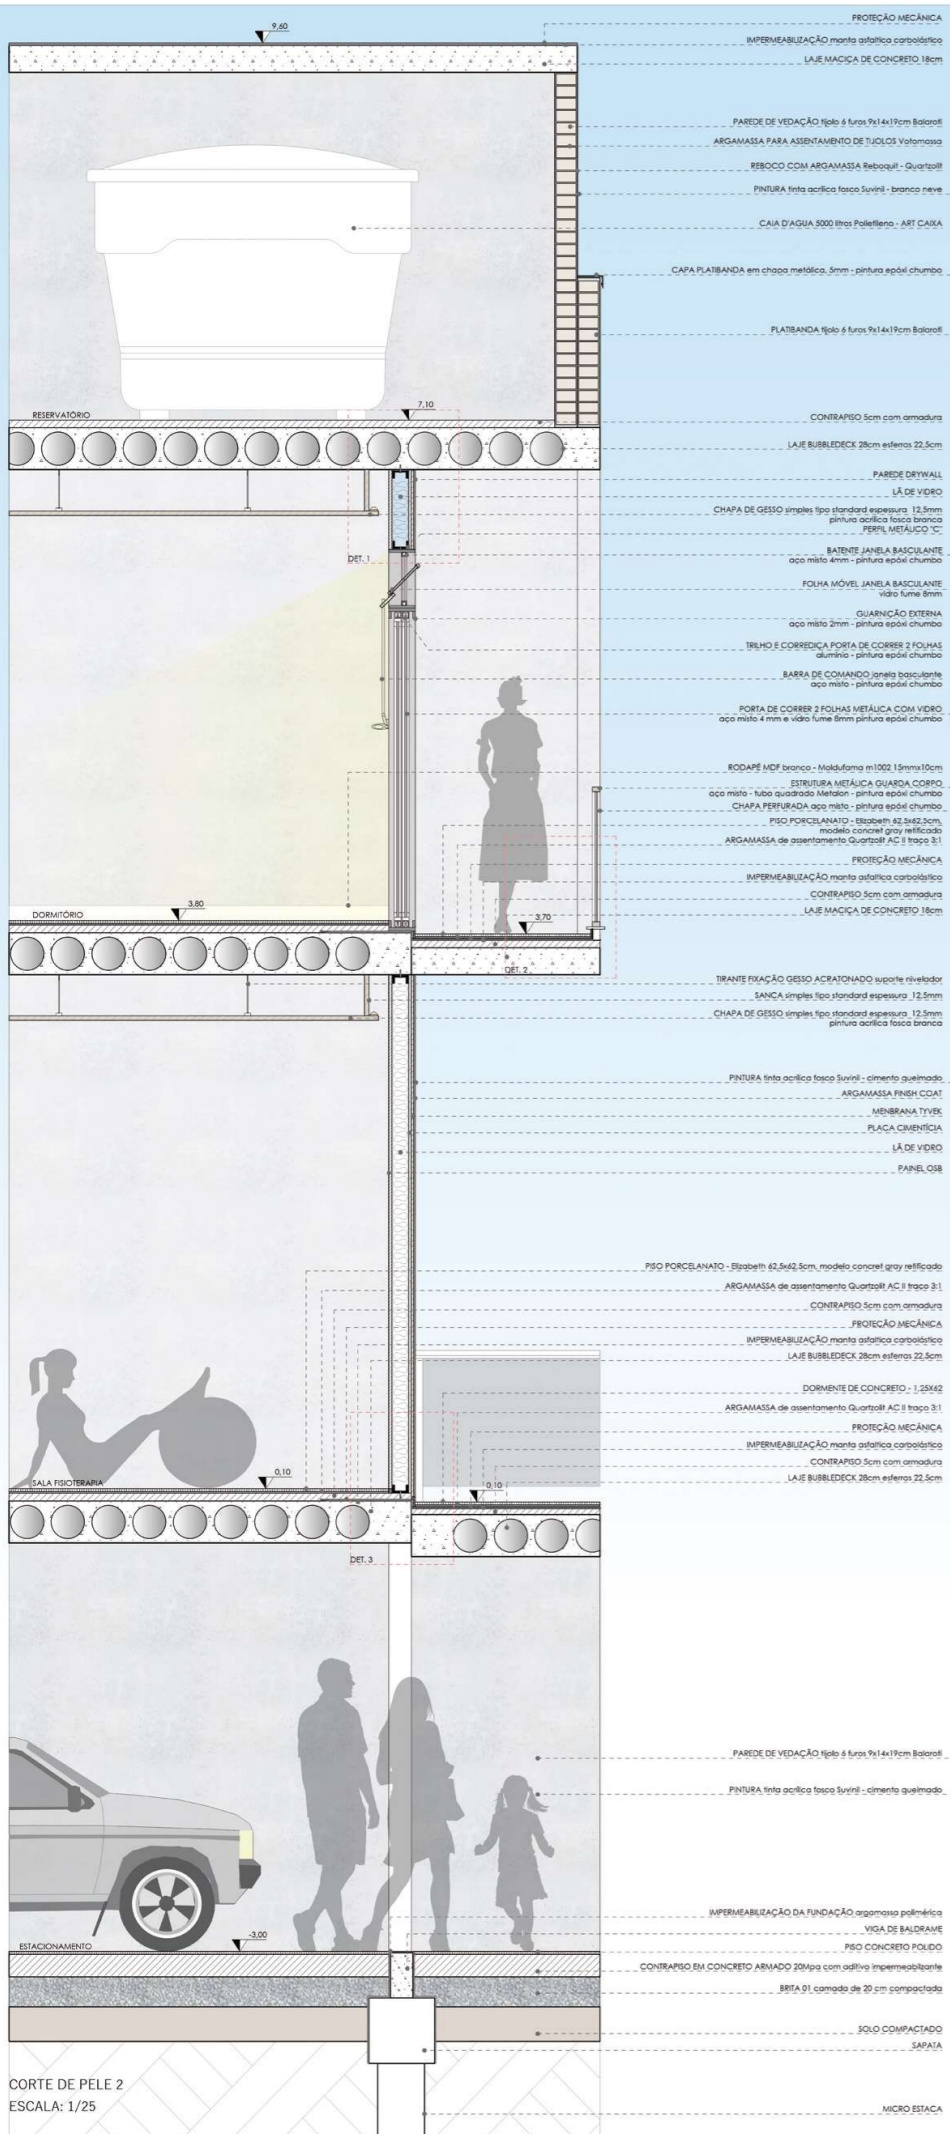 9,60
PROTEÇÃO MECÂNICA
IMPERMEABILIZAÇÃO manta asfaltica carbolástico
LAJE MACIÇA DE CONCRETO 18cm
PAREDE DE VEDAÇÃO tijolo 6 furos 9x14x19cm Balaroti
ARGAMASSA PARA ASSENTAMENTO DE TIJOLOS Votomassa
REBOCO COM ARGAMASSA Reboquit - Quartzolit
PINTURA tinta acrílica fosco Suvinil - branco neve
CAIA D'AGUA 5000 litros Polietileno - ART CAIXA
CAPA PLATIBANDA em chapa metálica, 5mm - pintura epóxi chumbo
PLATIBANDA tijolo 6 furos 9x14x19cm Balaroti
RESERVATÓRIO
7,10
CONTRAPISO 5cm com armadura
LAJE BUBBLEDECK 28cm esferras 22,5cm
PAREDE DRYWALL
LÃ DE VIDRO
CHAPA DE GESSO simples tipo standard espessura 12,5mm
pintura acrílica fosca branca
PERFIL METÁLICO "C"
DET. 1
BATENTE JANELA BASCULANTE
aço misto 4mm - pintura epóxi chumbo
FOLHA MÓVEL JANELA BASCULANTE
vidro fume 8mm
GUARNIÇÃO EXTERNA
aço misto 2mm - pintura epóxi chumbo
TRILHO E CORREDIÇA PORTA DE CORRER 2 FOLHAS
alumínio - pintura epóxi chumbo
BARRA DE COMANDO janela basculante
aço misto - pintura epóxi chumbo
PORTA DE CORRER 2 FOLHAS METÁLICA COM VIDRO
aço misto 4 mm e vidro fume 8mm pintura epóxi chumbo
RODAPÉ MDF branco - Moldufama m1002 15mmx10cm
ESTRUTURA METÁLICA GUARDA CORPO
aço misto - tubo quadrado Metalon - pintura epóxi chumbo
CHAPA PERFURADA aço misto - pintura epóxi chumbo
PISO PORCELANATO - Elizabeth 62,5x62,5cm,
modelo concret gray retificado
ARGAMASSA de assentamento Quartzolit AC II traço 3:1
PROTEÇÃO MECÂNICA
IMPERMEABILIZAÇÃO manta asfaltica carbolástico
CONTRAPISO 5cm com armadura
LAJE MACIÇA DE CONCRETO 18cm
DORMITÓRIO
3,80
3,70
DET. 2
TIRANTE FIXAÇÃO GESSO ACRATONADO suporte nivelador
SANCA simples tipo standard espessura 12,5mm
CHAPA DE GESSO simples tipo standard espessura 12,5mm
pintura acrílica fosca branca
PINTURA tinta acrílica fosco Suvinil - cimento queimado
ARGAMASSA FINISH COAT
MENBRANA TYVEK
PLACA CIMENTÍCIA
LÃ DE VIDRO
PAINEL OSB
PISO PORCELANATO - Elizabeth 62,5x62,5cm, modelo concret gray retificado
ARGAMASSA de assentamento Quartzolit AC II traço 3:1
CONTRAPISO 5cm com armadura
PROTEÇÃO MECÂNICA
IMPERMEABILIZAÇÃO manta asfaltica carbolástico
LAJE BUBBLEDECK 28cm esferras 22,5cm
DORMENTE DE CONCRETO - 1,25X62
ARGAMASSA de assentamento Quartzolit AC II traço 3:1
PROTEÇÃO MECÂNICA
IMPERMEABILIZAÇÃO manta asfaltica carbolástico
CONTRAPISO 5cm com armadura
LAJE BUBBLEDECK 28cm esferras 22,5cm
SALA FISIOTERAPIA
0,10
0,10
DET. 3
PAREDE DE VEDAÇÃO tijolo 6 furos 9x14x19cm Balaroti
PINTURA tinta acrílica fosco Suvinil - cimento queimado
IMPERMEABILIZAÇÃO DA FUNDAÇÃO argamassa polimérica
VIGA DE BALDRAME
ESTACIONAMENTO
-3,00
PISO CONCRETO POLIDO
CONTRAPISO EM CONCRETO ARMADO 20Mpa com aditivo impermeabilizante
BRITA 01 camada de 20 cm compactada
SOLO COMPACTADO
SAPATA
CORTE DE PELE 2
ESCALA: 1/25
MICRO ESTACA